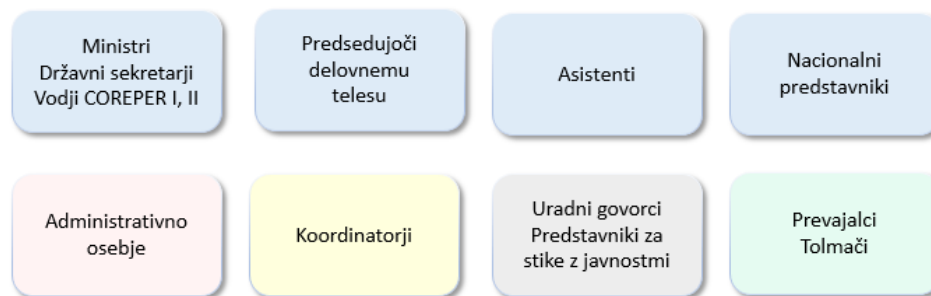 Ministri
Državni sekretarji
Vodji COREPER I, II
Predsedujoči
delovnemu
telesu
Asistenti
Nacionalni
predstavniki
Administrativno
osebje
Koordinatorji
Uradni govorci
Predstavniki za
stike z javnostmi
Prevajalci
Tolmači